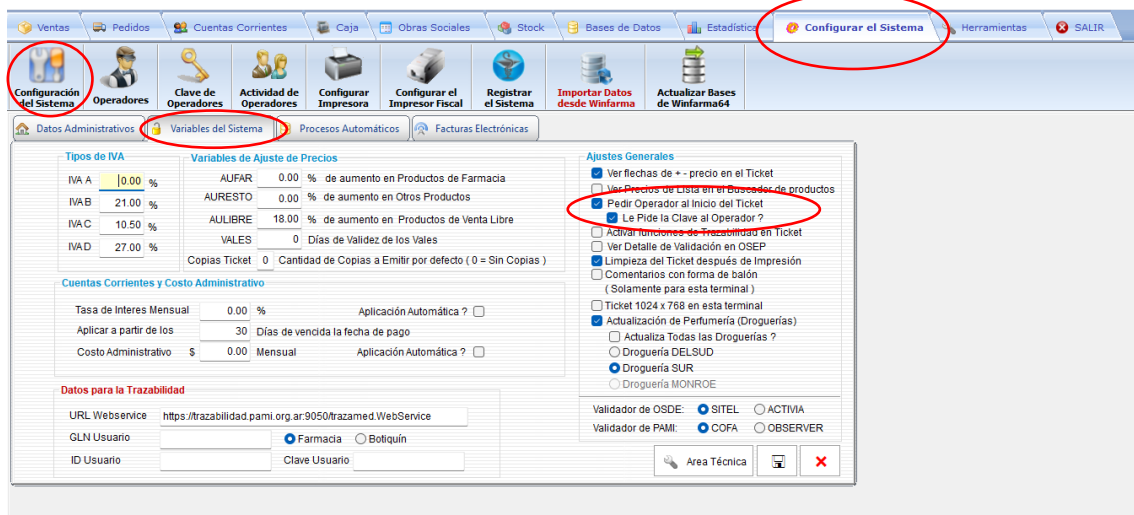 Ventas Pedidos Cuentas Corrientes Caja Obras Sociales Stock Bases de Datos Estadística Configurar el Sistema Herramientas SALIR
Configuración del Sistema
Operadores
Clave de Operadores
Actividad de Operadores
Configurar Impresora
Configurar el Impresor Fiscal
Registrar el Sistema
Importar Datos desde Winfarma
Actualizar Bases de Winfarma64
Datos Administrativos Variables del Sistema Procesos Automáticos Facturas Electrónicas
Tipos de IVA
IVA A 0.00 %
IVA B 21.00 %
IVA C 10.50 %
IVA D 27.00 %
Variables de Ajuste de Precios
AUFAR 0.00 % de aumento en Productos de Farmacia
AURESTO 0.00 % de aumento en Otros Productos
AULIBRE 18.00 % de aumento en Productos de Venta Libre
VALES 0 Días de Validez de los Vales
Copias Ticket 0 Cantidad de Copias a Emitir por defecto ( 0 = Sin Copias )
Cuentas Corrientes y Costo Administrativo
Tasa de Interes Mensual 0.00 % Aplicación Automática ?
Aplicar a partir de los 30 Días de vencida la fecha de pago
Costo Administrativo $ 0.00 Mensual Aplicación Automática ?
Datos para la Trazabilidad
URL Webservice https://trazabilidad.pami.org.ar:9050/trazamed.WebService
GLN Usuario Farmacia Botiquín
ID Usuario Clave Usuario
Ajustes Generales
Ver flechas de + - precio en el Ticket
Ver Precios de Lista en el Buscador de productos
Pedir Operador al Inicio del Ticket
Le Pide la Clave al Operador ?
Activar funciones de Trazabilidad en Ticket
Ver Detalle de Validación en OSEP
Limpieza del Ticket después de Impresión
Comentarios con forma de balón
( Solamente para esta terminal )
Ticket 1024 x 768 en esta terminal
Actualización de Perfumería (Droguerías)
Actualiza Todas las Droguerías ?
Droguería DELSUD
Droguería SUR
Droguería MONROE
Validador de OSDE: SITEL ACTIVIA
Validador de PAMI: COFA OBSERVER
Area Técnica